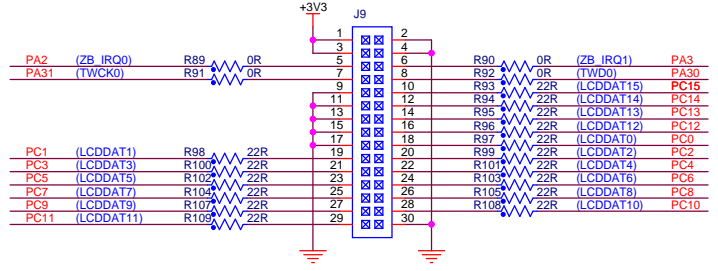 +3V3 J9
1 2
3 4
PA2 (ZB_IRQ0) R89 0R 5 6 R90 0R (ZB_IRQ1) PA3
PA31 (TWCK0) R91 0R 7 8 R92 0R (TWD0) PA30
9 10 R93 22R (LCDDAT15) PC15
11 12 R94 22R (LCDDAT14) PC14
13 14 R95 22R (LCDDAT13) PC13
15 16 R96 22R (LCDDAT12) PC12
17 18 R97 22R (LCDDAT0) PC0
PC1 (LCDDAT1) R98 22R 19 20 R99 22R (LCDDAT2) PC2
PC3 (LCDDAT3) R100 22R 21 22 R101 22R (LCDDAT4) PC4
PC5 (LCDDAT5) R102 22R 23 24 R103 22R (LCDDAT6) PC6
PC7 (LCDDAT7) R104 22R 25 26 R105 22R (LCDDAT8) PC8
PC9 (LCDDAT9) R107 22R 27 28 R108 22R (LCDDAT10) PC10
PC11 (LCDDAT11) R109 22R 29 30